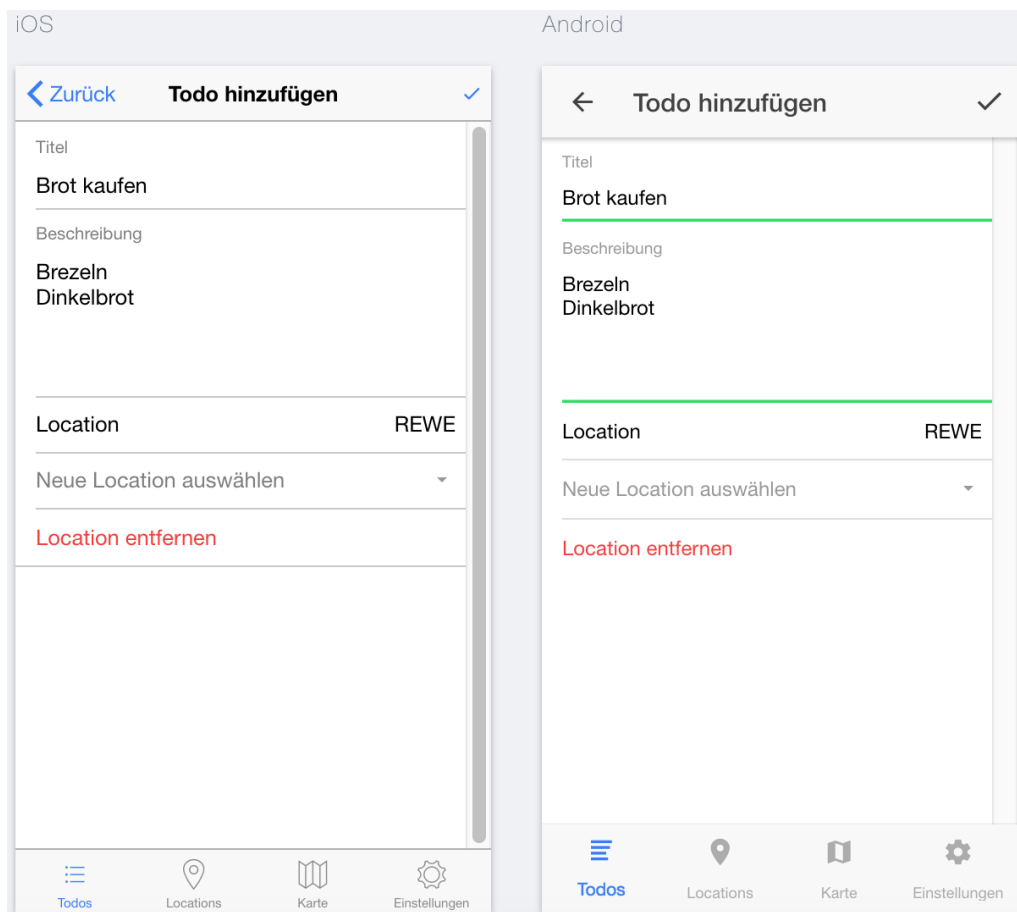 iOS
Zurück Todo hinzufügen
Titel
Brot kaufen
Beschreibung
Brezeln
Dinkelbrot
Location REWE
Neue Location auswählen
Location entfernen
Todos Locations Karte Einstellungen
Android
Todo hinzufügen
Titel
Brot kaufen
Beschreibung
Brezeln
Dinkelbrot
Location REWE
Neue Location auswählen
Location entfernen
Todos Locations Karte Einstellungen